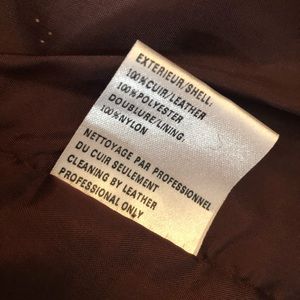 EXTERIEUR/SHELL:
100%CUIR/LEATHER
100%POLYESTER
DOUBLURE/LINING:
100%NYLON
NETTOYAGE PAR PROFESSIONNEL
DU CUIR SEULEMENT
CLEANING BY LEATHER
PROFESSIONAL ONLY